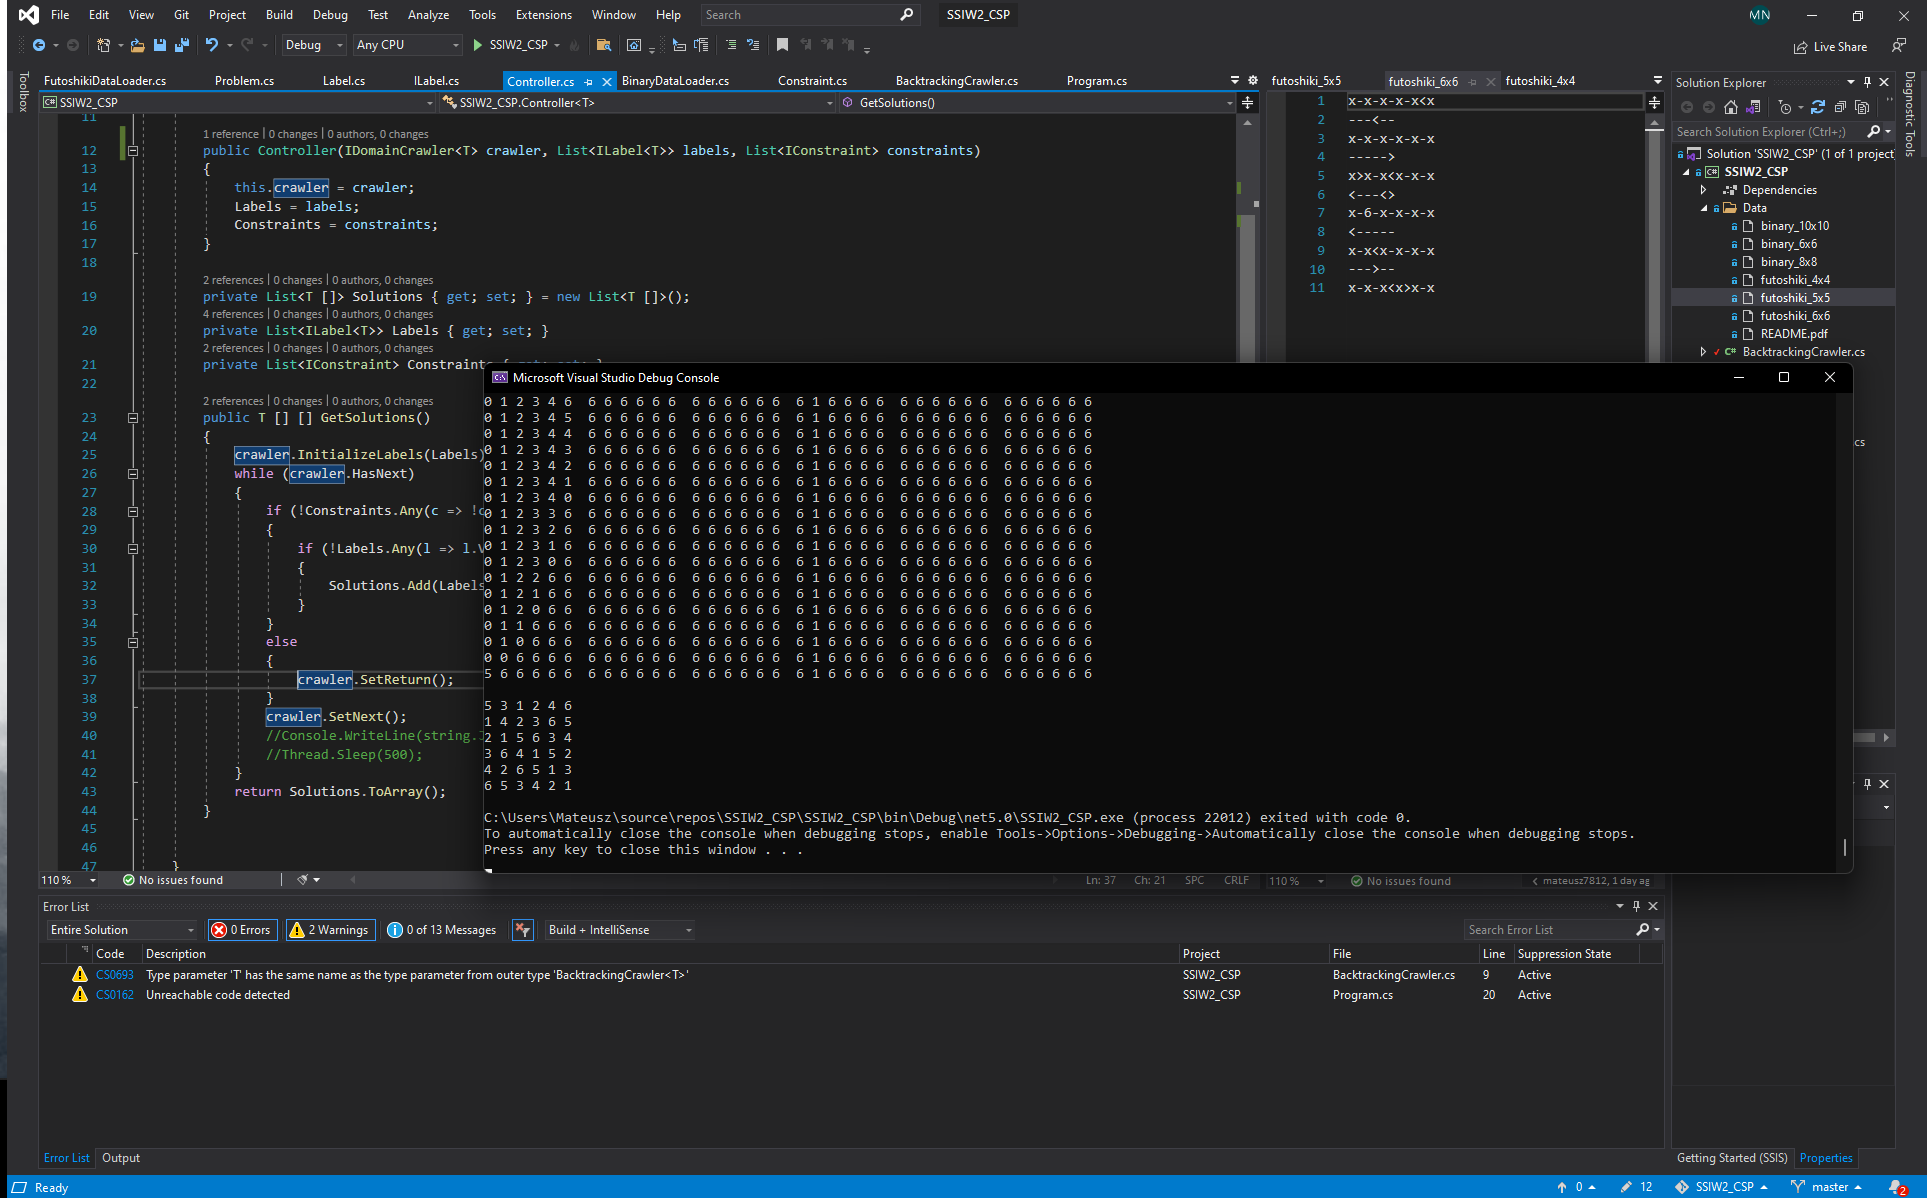 File Edit View Git Project Build Debug Test Analyze Tools Extensions Window Help Search SSIW2_CSP MN
Debug Any CPU SSIW2_CSP Live Share
Toolbox
FutoshikiDataLoader.cs Problem.cs Label.cs ILabel.cs Controller.cs BinaryDataLoader.cs Constraint.cs BacktrackingCrawler.cs Program.cs
C# SSIW2_CSP SSIW2_CSP.Controller<T> GetSolutions()
11
1 reference | 0 changes | 0 authors, 0 changes
12 public Controller(IDomainCrawler<T> crawler, List<ILabel<T>> labels, List<IConstraint> constraints)
13 {
14 this.crawler = crawler;
15 Labels = labels;
16 Constraints = constraints;
17 }
18
2 references | 0 changes | 0 authors, 0 changes
19 private List<T []> Solutions { get; set; } = new List<T []>();
4 references | 0 changes | 0 authors, 0 changes
20 private List<ILabel<T>> Labels { get; set; }
2 references | 0 changes | 0 authors, 0 changes
21 private List<IConstraint> Constraint
22
2 references | 0 changes | 0 authors, 0 changes
23 public T [] [] GetSolutions()
24 {
25 crawler.InitializeLabels(Labels)
26 while (crawler.HasNext)
27 {
28 if (!Constraints.Any(c => !c
29 {
30 if (!Labels.Any(l => l.V
31 {
32 Solutions.Add(Labels
33 }
34 }
35 else
36 {
37 crawler.SetReturn();
38 }
39 crawler.SetNext();
40 //Console.WriteLine(string.
41 //Thread.Sleep(500);
42 }
43 return Solutions.ToArray();
44 }
45
46
47 }
110 % No issues found Ln: 37 Ch: 21 SPC CRLF
futoshiki_5x5 futoshiki_6x6 futoshiki_4x4
1 x-x-x-x-x<x
2 ---<--
3 x-x-x-x-x-x
4 ----->
5 x>x-x<x-x-x
6 <---<>
7 x-6-x-x-x-x
8 <-----
9 x-x<x-x-x-x
10 --->--
11 x-x-x<x>x-x
110 % No issues found mateusz7812, 1 day ag
Microsoft Visual Studio Debug Console
0 1 2 3 4 6 6 6 6 6 6 6 6 6 6 6 6 6 6 1 6 6 6 6 6 6 6 6 6 6 6 6 6 6 6 6
0 1 2 3 4 5 6 6 6 6 6 6 6 6 6 6 6 6 6 1 6 6 6 6 6 6 6 6 6 6 6 6 6 6 6 6
0 1 2 3 4 4 6 6 6 6 6 6 6 6 6 6 6 6 6 1 6 6 6 6 6 6 6 6 6 6 6 6 6 6 6 6
0 1 2 3 4 3 6 6 6 6 6 6 6 6 6 6 6 6 6 1 6 6 6 6 6 6 6 6 6 6 6 6 6 6 6 6
0 1 2 3 4 2 6 6 6 6 6 6 6 6 6 6 6 6 6 1 6 6 6 6 6 6 6 6 6 6 6 6 6 6 6 6
0 1 2 3 4 1 6 6 6 6 6 6 6 6 6 6 6 6 6 1 6 6 6 6 6 6 6 6 6 6 6 6 6 6 6 6
0 1 2 3 4 0 6 6 6 6 6 6 6 6 6 6 6 6 6 1 6 6 6 6 6 6 6 6 6 6 6 6 6 6 6 6
0 1 2 3 3 6 6 6 6 6 6 6 6 6 6 6 6 6 6 1 6 6 6 6 6 6 6 6 6 6 6 6 6 6 6 6
0 1 2 3 2 6 6 6 6 6 6 6 6 6 6 6 6 6 6 1 6 6 6 6 6 6 6 6 6 6 6 6 6 6 6 6
0 1 2 3 1 6 6 6 6 6 6 6 6 6 6 6 6 6 6 1 6 6 6 6 6 6 6 6 6 6 6 6 6 6 6 6
0 1 2 3 0 6 6 6 6 6 6 6 6 6 6 6 6 6 6 1 6 6 6 6 6 6 6 6 6 6 6 6 6 6 6 6
0 1 2 2 6 6 6 6 6 6 6 6 6 6 6 6 6 6 6 1 6 6 6 6 6 6 6 6 6 6 6 6 6 6 6 6
0 1 2 1 6 6 6 6 6 6 6 6 6 6 6 6 6 6 6 1 6 6 6 6 6 6 6 6 6 6 6 6 6 6 6 6
0 1 2 0 6 6 6 6 6 6 6 6 6 6 6 6 6 6 6 1 6 6 6 6 6 6 6 6 6 6 6 6 6 6 6 6
0 1 1 6 6 6 6 6 6 6 6 6 6 6 6 6 6 6 6 1 6 6 6 6 6 6 6 6 6 6 6 6 6 6 6 6
0 1 0 6 6 6 6 6 6 6 6 6 6 6 6 6 6 6 6 1 6 6 6 6 6 6 6 6 6 6 6 6 6 6 6 6
0 0 6 6 6 6 6 6 6 6 6 6 6 6 6 6 6 6 6 1 6 6 6 6 6 6 6 6 6 6 6 6 6 6 6 6
5 6 6 6 6 6 6 6 6 6 6 6 6 6 6 6 6 6 6 1 6 6 6 6 6 6 6 6 6 6 6 6 6 6 6 6
5 3 1 2 4 6
1 4 2 3 6 5
2 1 5 6 3 4
3 6 4 1 5 2
4 2 6 5 1 3
6 5 3 4 2 1
C:\Users\Mateusz\source\repos\SSIW2_CSP\SSIW2_CSP\bin\Debug\net5.0\SSIW2_CSP.exe (process 22012) exited with code 0.
To automatically close the console when debugging stops, enable Tools->Options->Debugging->Automatically close the console when debugging stops.
Press any key to close this window . . .
Solution Explorer
Search Solution Explorer (Ctrl+;)
Solution 'SSIW2_CSP' (1 of 1 project
C# SSIW2_CSP
Dependencies
Data
binary_10x10
binary_6x6
binary_8x8
futoshiki_4x4
futoshiki_5x5
futoshiki_6x6
README.pdf
C# BacktrackingCrawler.cs
cs
Diagnostic Tools
Error List
Entire Solution 0 Errors 2 Warnings 0 of 13 Messages Build + IntelliSense Search Error List
Code Description Project File Line Suppression State
CS0693 Type parameter 'T' has the same name as the type parameter from outer type 'BacktrackingCrawler<T>' SSIW2_CSP BacktrackingCrawler.cs 9 Active
CS0162 Unreachable code detected SSIW2_CSP Program.cs 20 Active
Error List Output
Getting Started (SSIS) Properties
Ready 0 12 SSIW2_CSP master 2